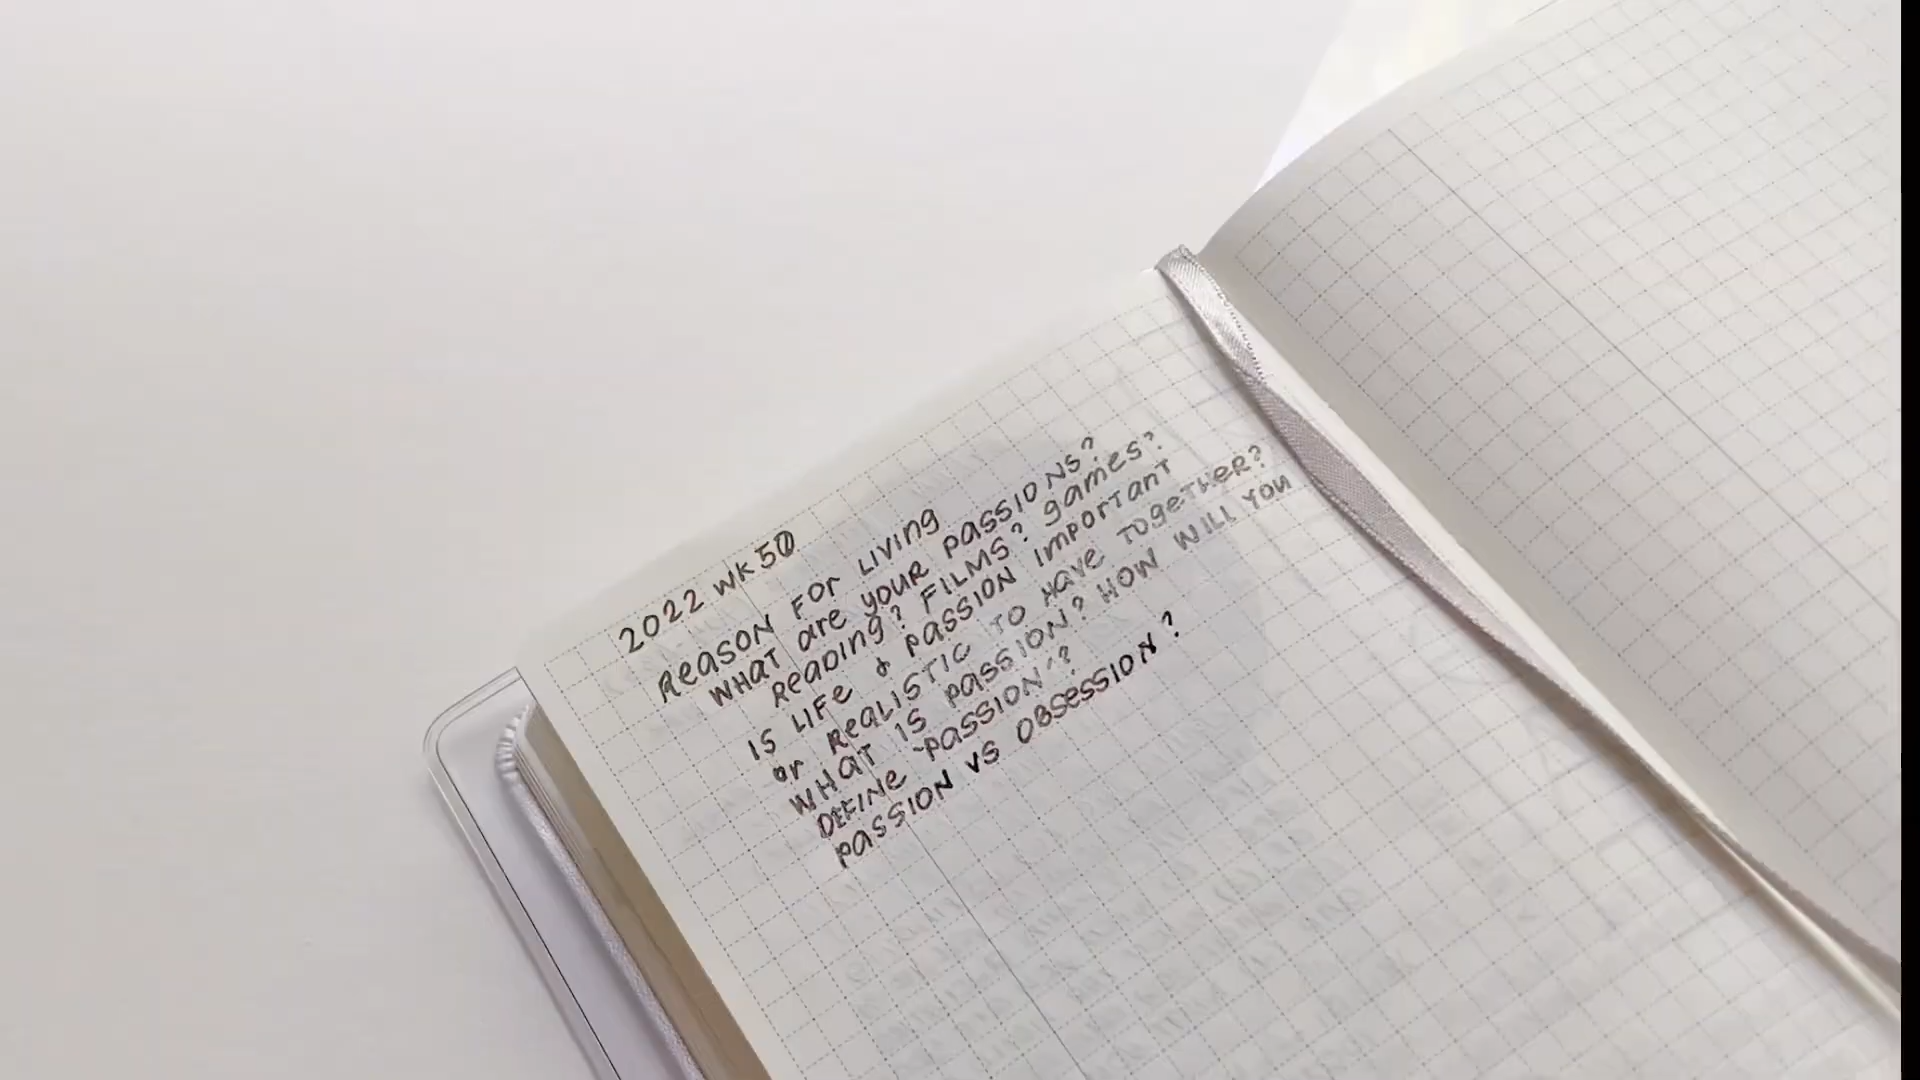 2022 WK 50
Reason for living
What are your passions?
Reading? Films? games?
Is life & passion important
or realistic to have together?
What is passion? How will you
define "passion"?
passion vs obsession?